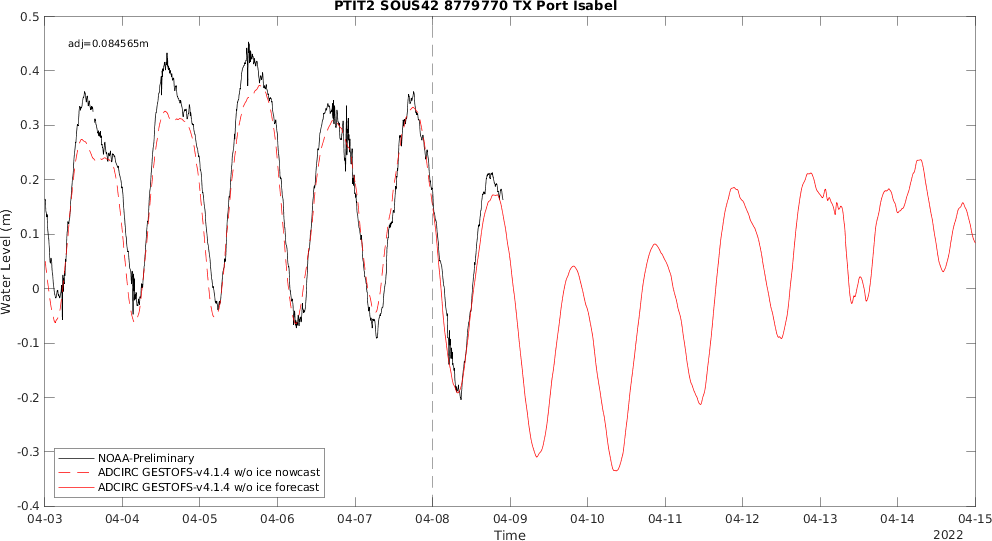 PTIT2 SOUS42 8779770 TX Port Isabel
adj=0.084565m
0.5
0.4
0.3
0.2
0.1
0
-0.1
-0.2
-0.3
-0.4
Water Level (m)
NOAA-Preliminary
ADCIRC GESTOFS-v4.1.4 w/o ice nowcast
ADCIRC GESTOFS-v4.1.4 w/o ice forecast
04-03 04-04 04-05 04-06 04-07 04-08 04-09 04-10 04-11 04-12 04-13 04-14 04-15
Time
2022